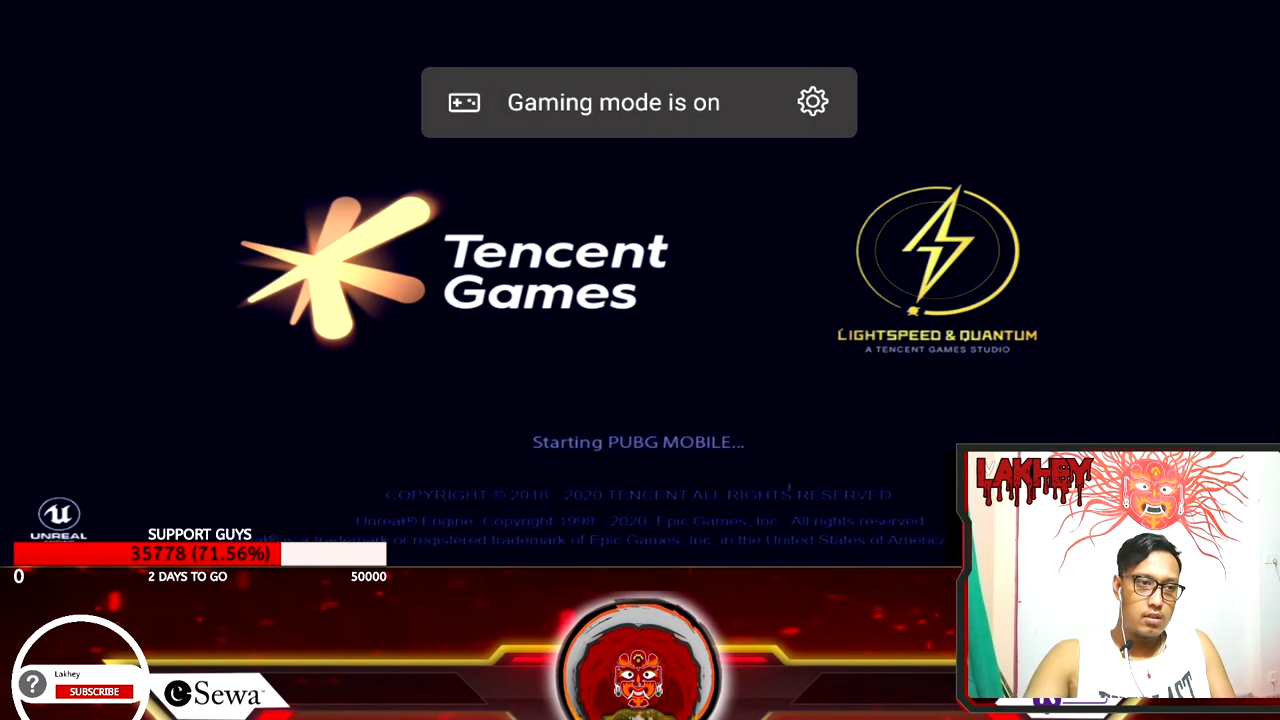 Gaming mode is on
Tencent
Games
LIGHTSPEED & QUANTUM
A TENCENT GAMES STUDIO
Starting PUBG MOBILE...
COPYRIGHT © 2018 - 2020 TENCENT ALL RIGHTS RESERVED
Unreal® Engine, Copyright 1998 - 2020, Epic Games, Inc. All rights reserved
is a trademark or registered trademark of Epic Games, Inc. in the United States of America
UNREAL
SUPPORT GUYS
35778 (71.56%)
0
2 DAYS TO GO
50000
LAKHEY
Lakhey
SUBSCRIBE
eSewa